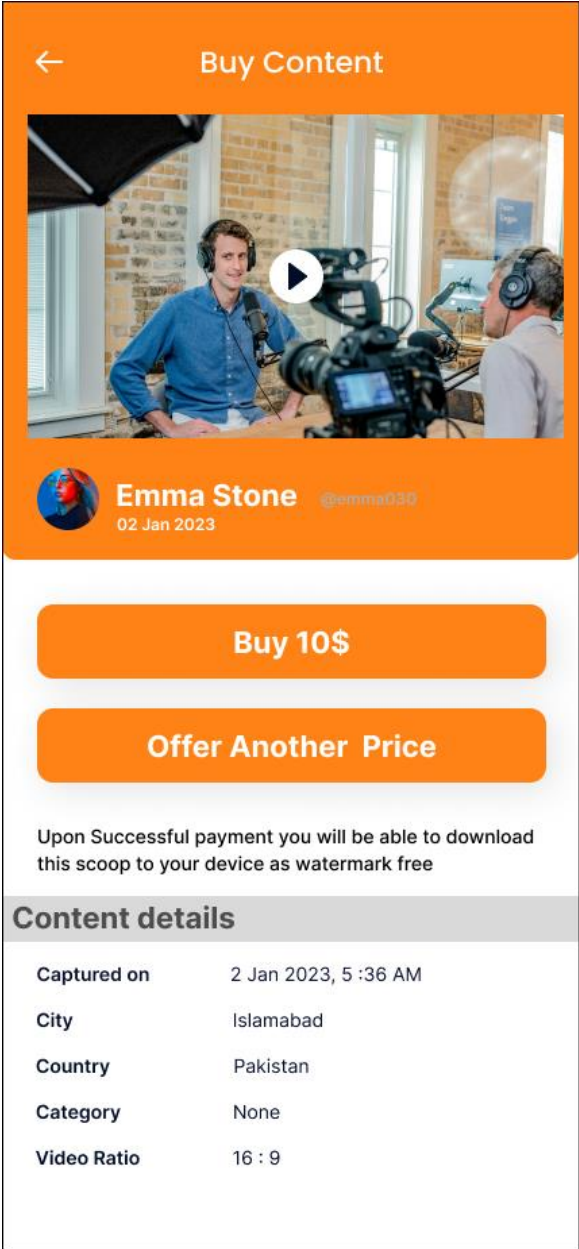 Buy Content
Emma Stone @emma030
02 Jan 2023
Buy 10$
Offer Another Price
Upon Successful payment you will be able to download
this scoop to your device as watermark free
Content details
Captured on 2 Jan 2023, 5 :36 AM
City Islamabad
Country Pakistan
Category None
Video Ratio 16 : 9